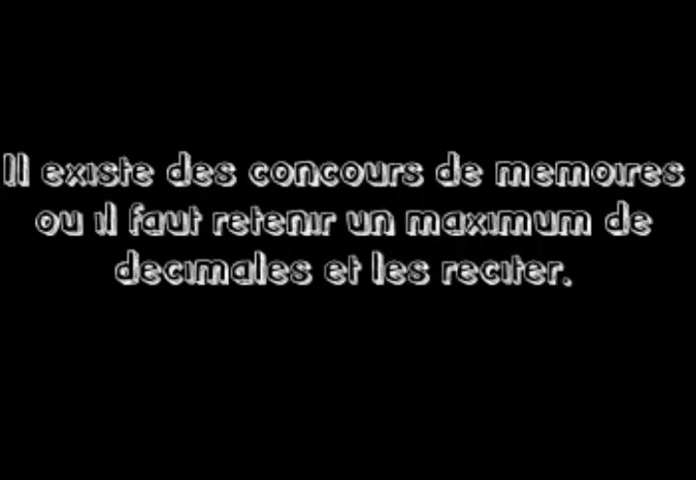 Il existe des concours de memoires
ou il faut retenir un maximum de
decimales et les reciter.